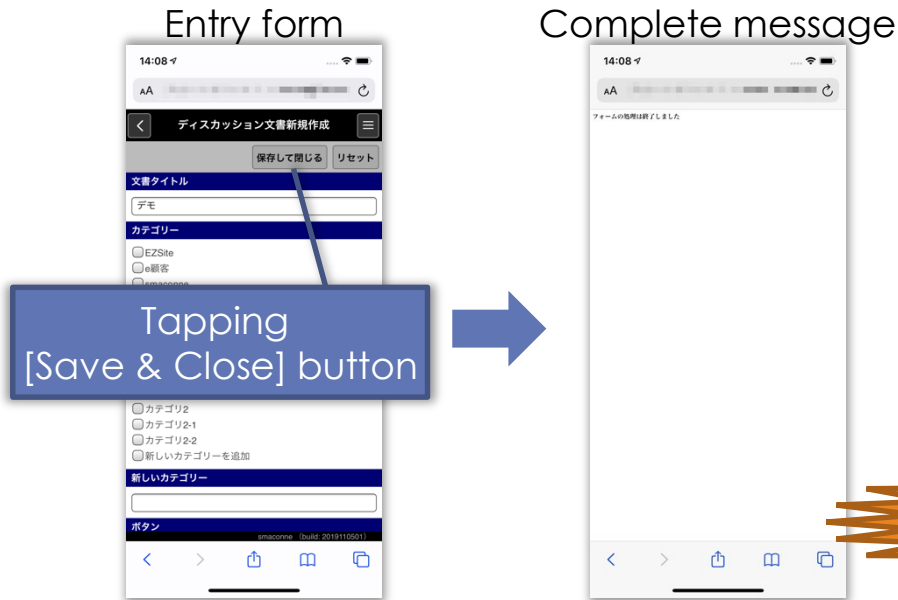 Entry form
Complete message
14:08
AA
ディスカッション文書新規作成
保存して閉じる
リセット
文書タイトル
デモ
カテゴリー
EZSite
e顧客
smaconne
Tapping
[Save & Close] button
カテゴリ2
カテゴリ2-1
カテゴリ2-2
新しいカテゴリーを追加
新しいカテゴリー
ボタン
smaconne （build: 2019110501）
14:08
AA
フォームの処理は終了しました